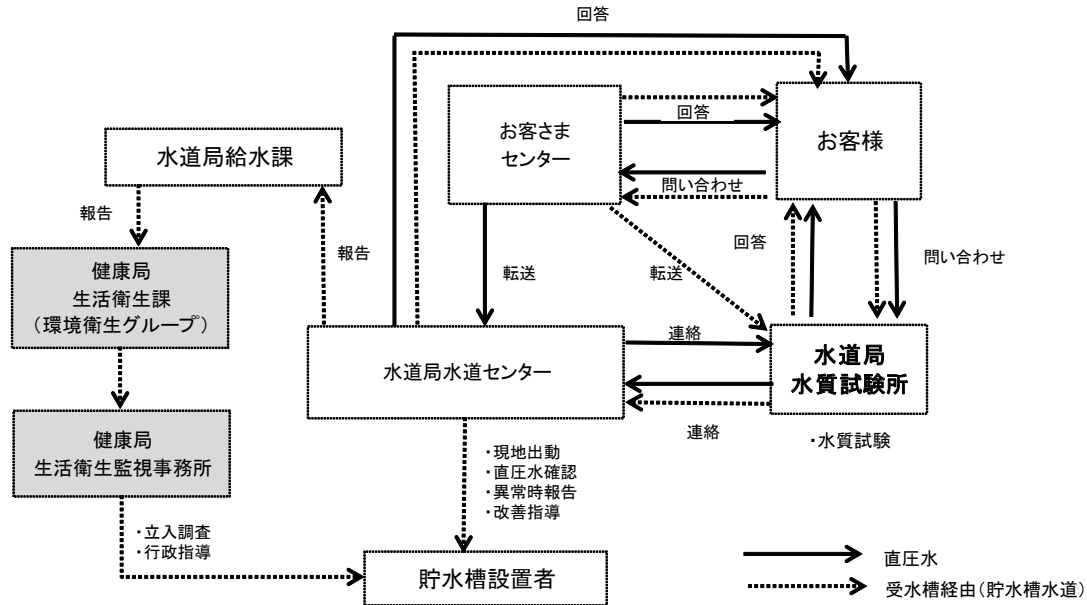 回答
お客さま
センター
回答
問い合わせ
お客様
水道局給水課
報告
健康局
生活衛生課
（環境衛生グループ）
報告
転送
転送
回答
問い合わせ
水道局水道センター
連絡
連絡
水道局
水質試験所
・水質試験
健康局
生活衛生監視事務所
・現地出動
・直圧水確認
・異常時報告
・改善指導
・立入調査
・行政指導
貯水槽設置者
直圧水
受水槽経由（貯水槽水道）